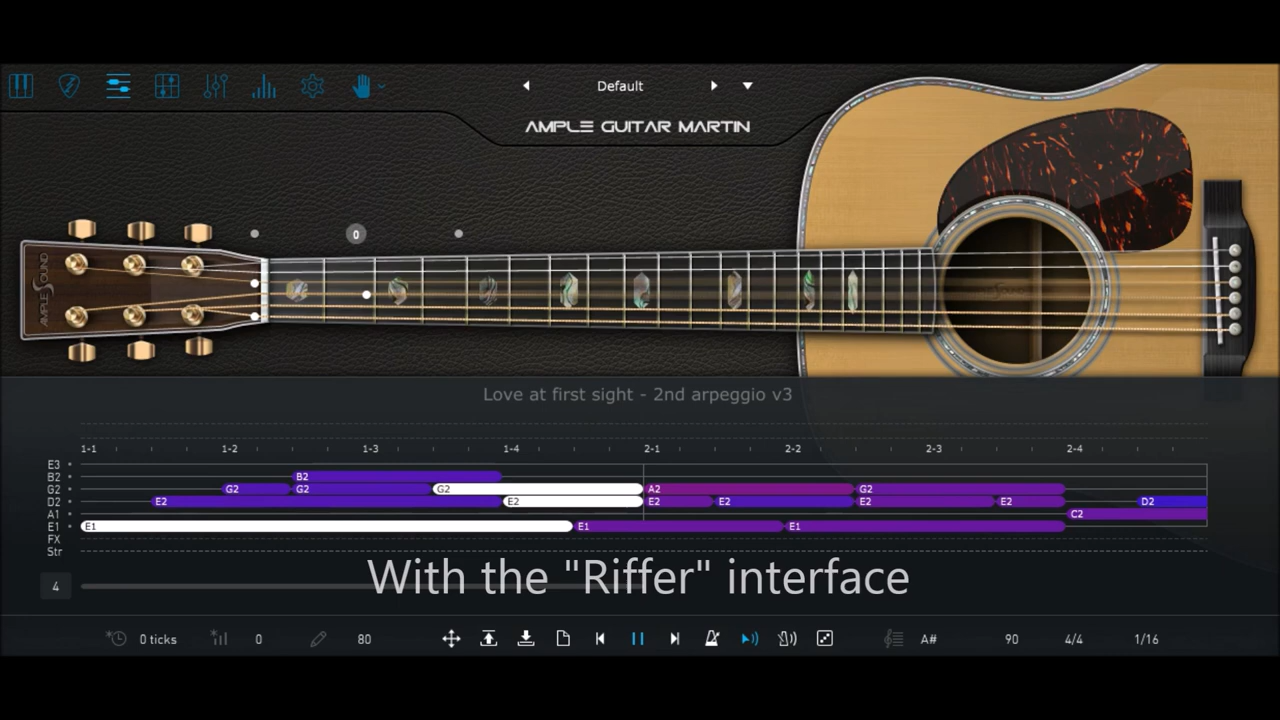 Default
AMPLE GUITAR MARTIN
0
AMPLE SOUND
Love at first sight - 2nd arpeggio v3
1-1 1-2 1-3 1-4 2-1 2-2 2-3 2-4
E3
B2 B2
G2 G2 G2 G2 A2 G2
D2 E2 E2 E2 E2 E2 E2 D2
A1 C2
E1 E1 E1 E1
FX
Str
With the "Riffer" interface
4
0 ticks 0 80 A# 90 4/4 1/16